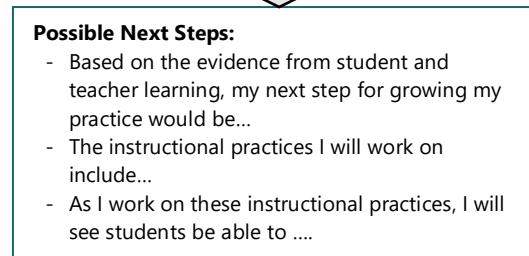 Possible Next Steps:
- Based on the evidence from student and
teacher learning, my next step for growing my
practice would be...
- The instructional practices I will work on
include...
- As I work on these instructional practices, I will
see students be able to ....